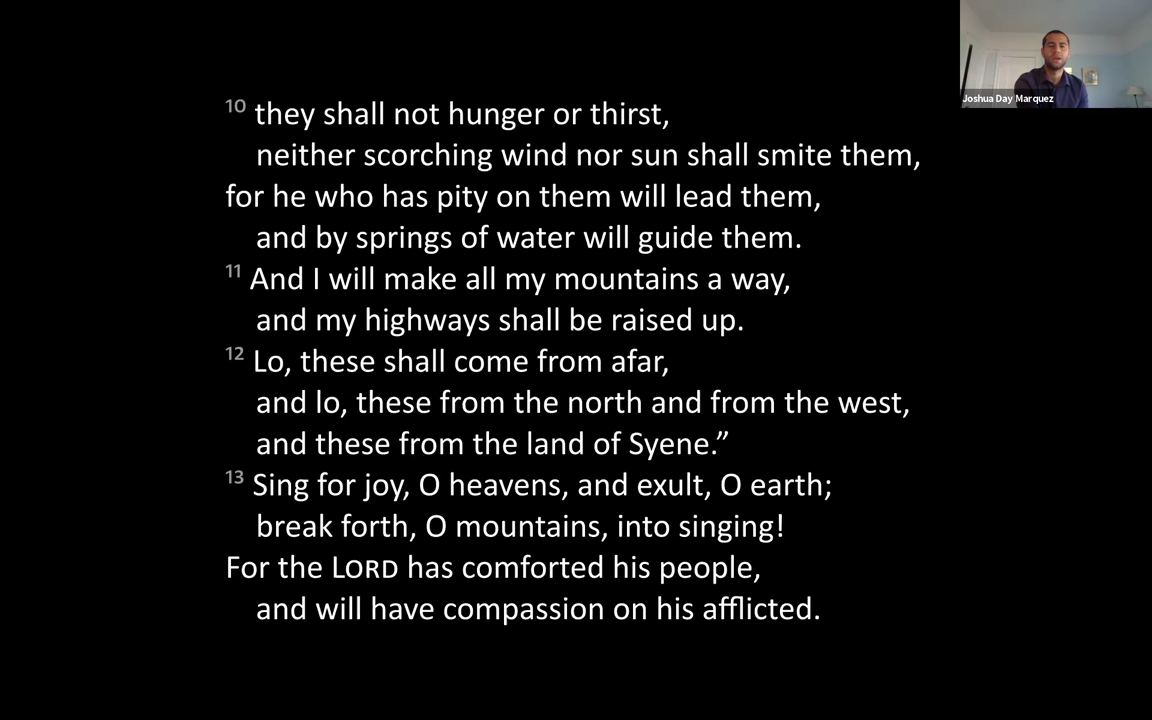 10 they shall not hunger or thirst,
neither scorching wind nor sun shall smite them,
for he who has pity on them will lead them,
and by springs of water will guide them.
11 And I will make all my mountains a way,
and my highways shall be raised up.
12 Lo, these shall come from afar,
and lo, these from the north and from the west,
and these from the land of Syene.”
13 Sing for joy, O heavens, and exult, O earth;
break forth, O mountains, into singing!
For the LORD has comforted his people,
and will have compassion on his afflicted.
Joshua Day Marquez